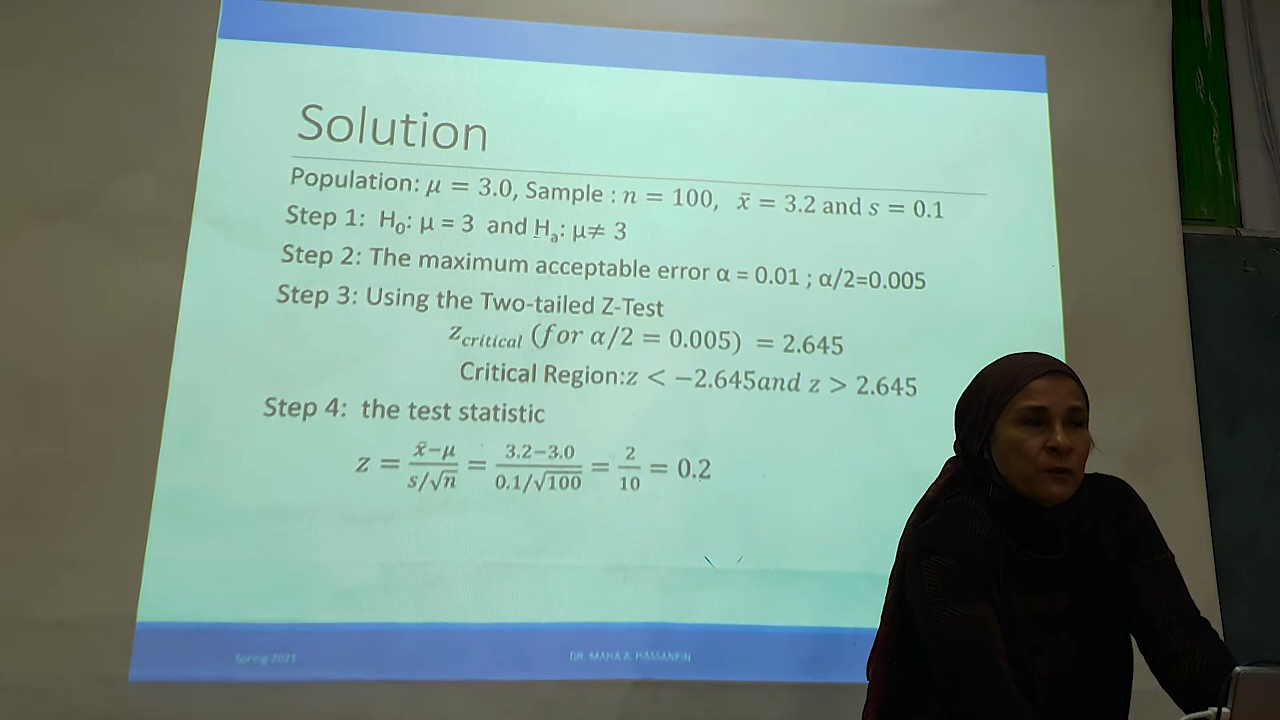 Solution
Population: μ = 3.0, Sample : n = 100, x̄ = 3.2 and s = 0.1
Step 1: H₀: μ = 3 and Hₐ: μ≠ 3
Step 2: The maximum acceptable error α = 0.01 ; α/2=0.005
Step 3: Using the Two-tailed Z-Test
z_critical (for α/2 = 0.005) = 2.645
Critical Region:z < −2.645and z > 2.645
Step 4: the test statistic
z = (x̄−μ)/(s/√n) = (3.2−3.0)/(0.1/√100) = 2/10 = 0.2
Spring 2021
DR. MAHA A. HASSANEIN